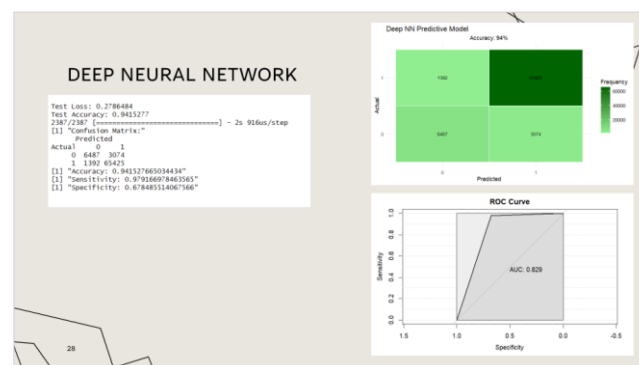 DEEP NEURAL NETWORK
Test Loss: 0.2786484
Test Accuracy: 0.9415277
2387/2387 [==============================] - 2s 916us/step
[1] "Confusion Matrix:"
Predicted
Actual 0 1
0 6487 3074
1 1392 65425
[1] "Accuracy: 0.941527665034434"
[1] "Sensitivity: 0.979166978463565"
[1] "Specificity: 0.678485514067566"
28
Deep NN Predictive Model
Accuracy: 94%
Actual
1
0
1392
6487
3074
0
1
Predicted
Frequency
60000
40000
20000
ROC Curve
Sensitivity
1.0
0.8
0.6
0.4
0.2
0.0
AUC: 0.829
1.5
1.0
0.5
0.0
-0.5
Specificity